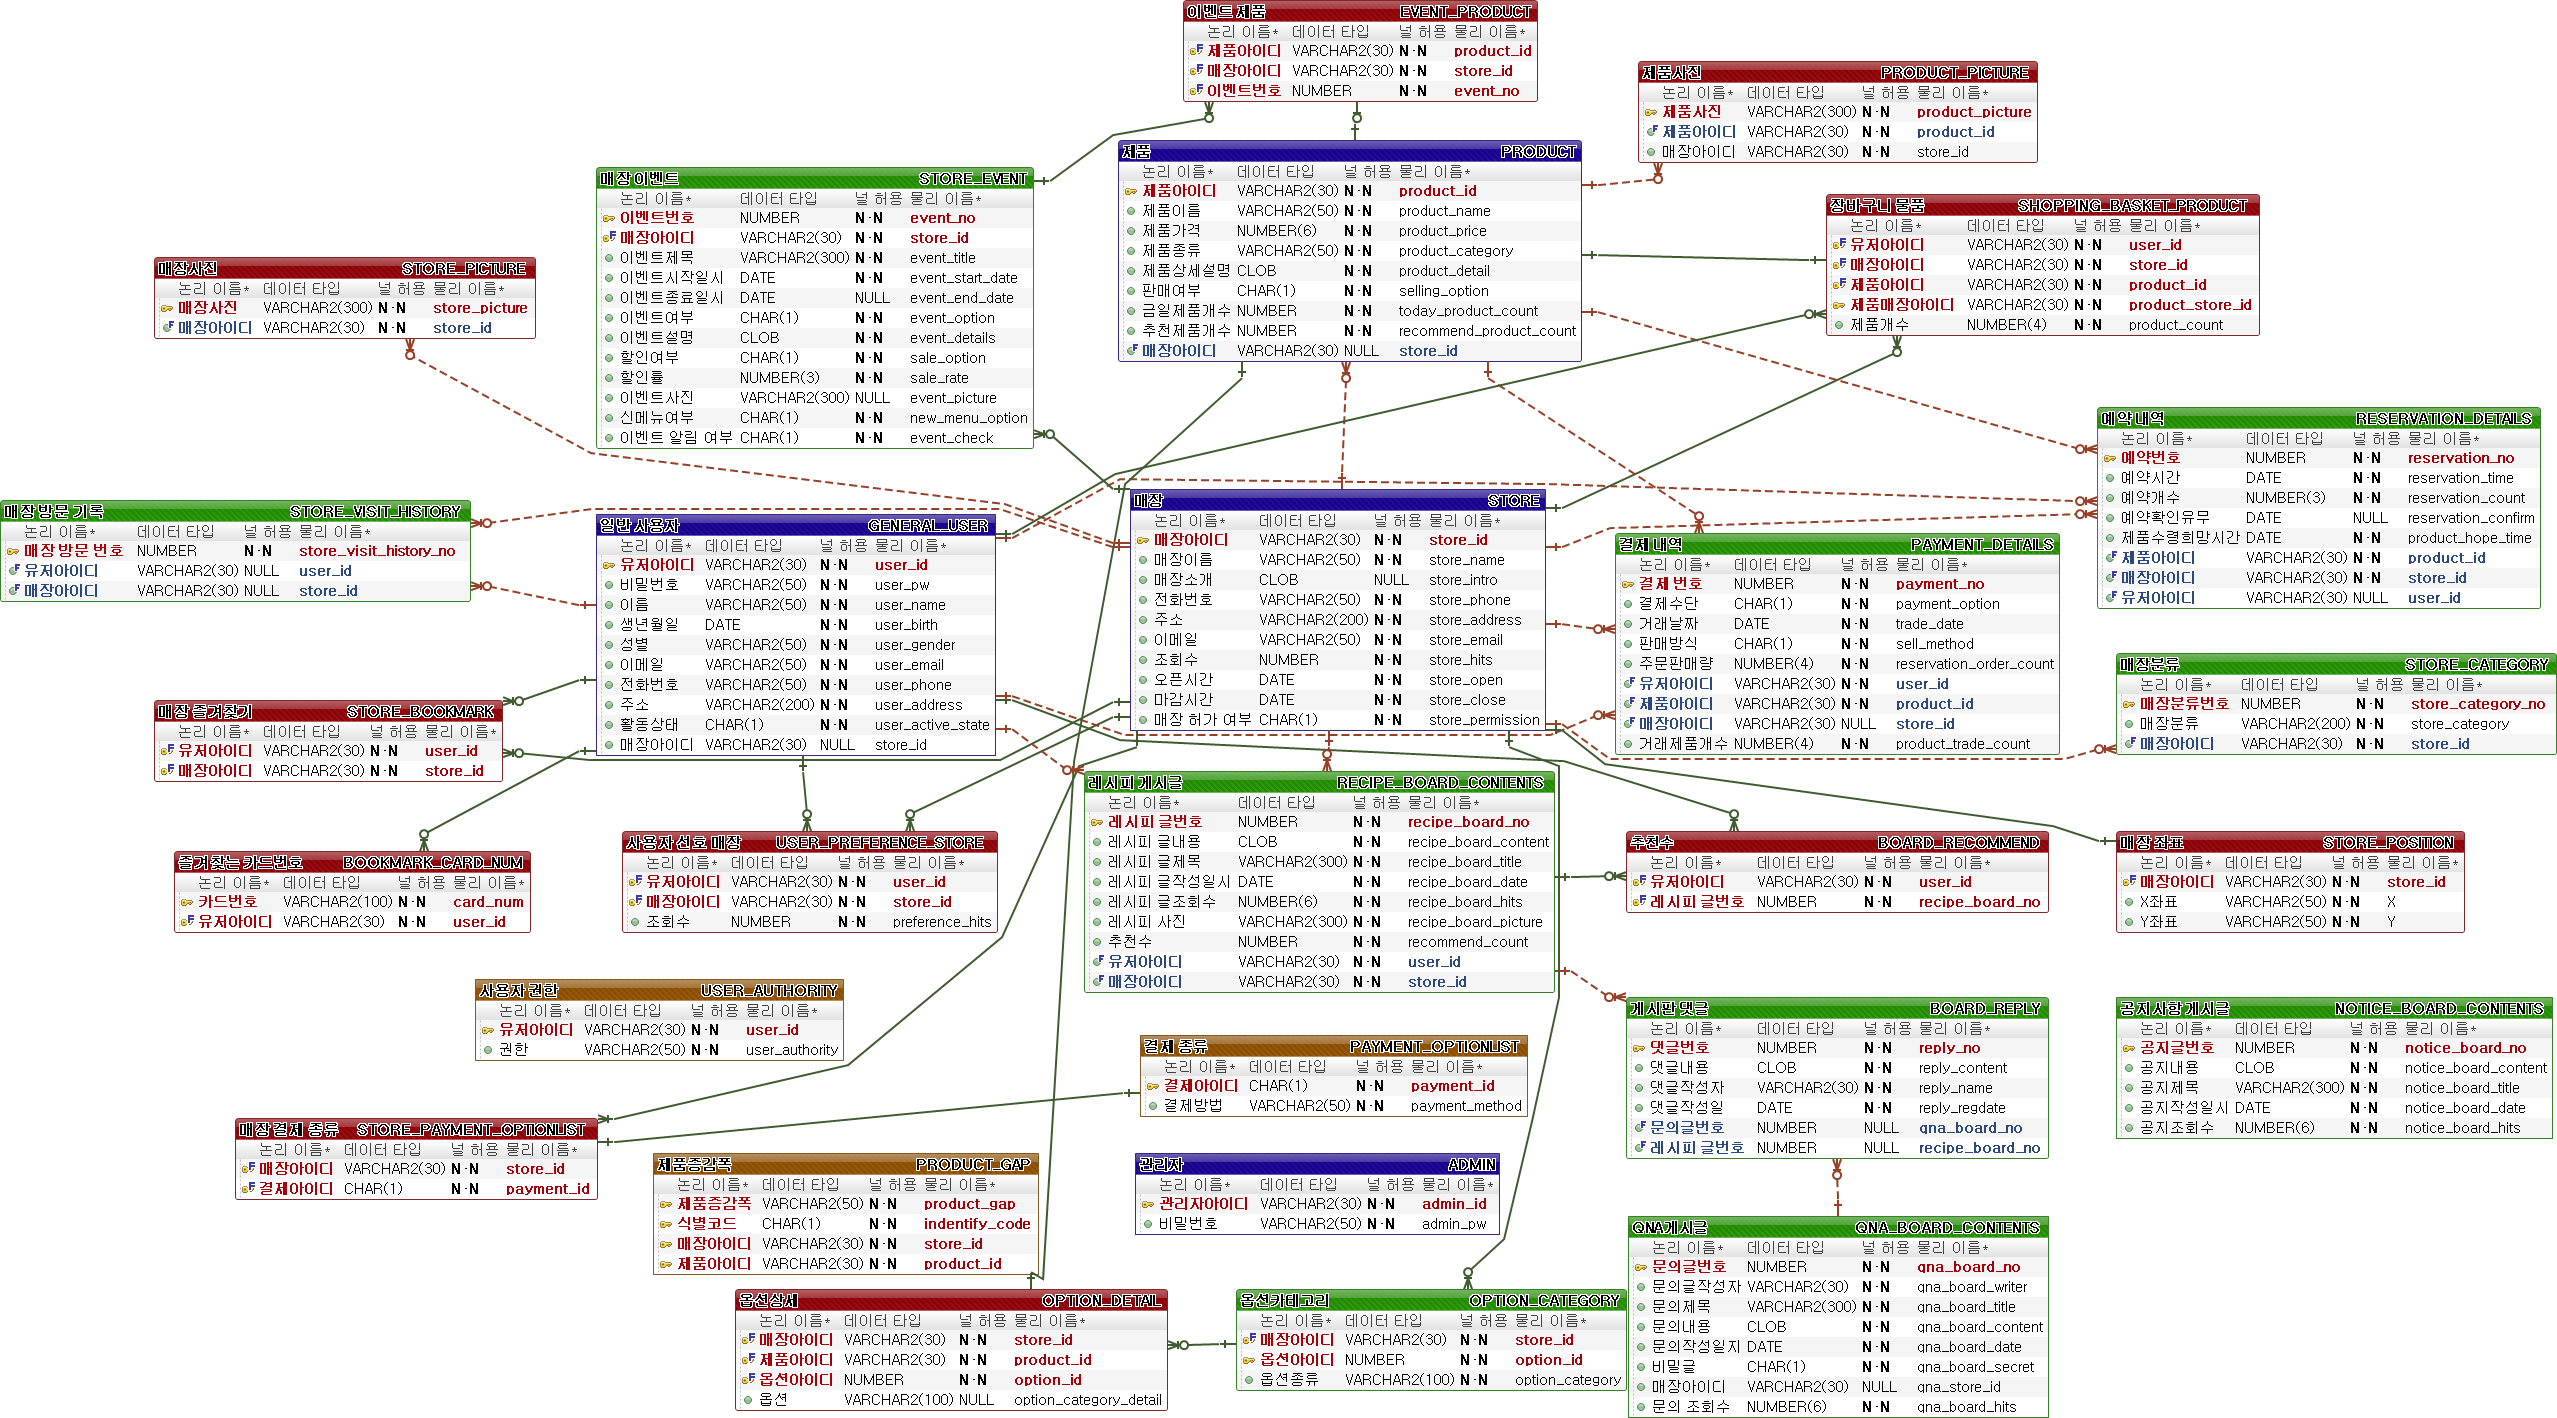 이벤트 제품 EVENT_PRODUCT
논리 이름* 데이터 타입 널 허용 물리 이름*
제품아이디 VARCHAR2(30) N·N product_id
매장아이디 VARCHAR2(30) N·N store_id
이벤트번호 NUMBER N·N event_no
제품사진 PRODUCT_PICTURE
논리 이름* 데이터 타입 널 허용 물리 이름*
제품사진 VARCHAR2(300) N·N product_picture
제품아이디 VARCHAR2(30) N·N product_id
매장아이디 VARCHAR2(30) N·N store_id
제품 PRODUCT
논리 이름* 데이터 타입 널 허용 물리 이름*
제품아이디 VARCHAR2(30) N·N product_id
제품이름 VARCHAR2(50) N·N product_name
제품가격 NUMBER(6) N·N product_price
제품종류 VARCHAR2(50) N·N product_category
제품상세설명 CLOB N·N product_detail
판매여부 CHAR(1) N·N selling_option
금일제품개수 NUMBER N·N today_product_count
추천제품개수 NUMBER N·N recommend_product_count
매장아이디 VARCHAR2(30) NULL store_id
매장 이벤트 STORE_EVENT
논리 이름* 데이터 타입 널 허용 물리 이름*
이벤트번호 NUMBER N·N event_no
매장아이디 VARCHAR2(30) N·N store_id
이벤트제목 VARCHAR2(300) N·N event_title
이벤트시작일시 DATE N·N event_start_date
이벤트종료일시 DATE NULL event_end_date
이벤트여부 CHAR(1) N·N event_option
이벤트설명 CLOB N·N event_details
할인여부 CHAR(1) N·N sale_option
할인률 NUMBER(3) N·N sale_rate
이벤트사진 VARCHAR2(300) NULL event_picture
신메뉴여부 CHAR(1) N·N new_menu_option
이벤트 알림 여부 CHAR(1) N·N event_check
장바구니 물품 SHOPPING_BASKET_PRODUCT
논리 이름* 데이터 타입 널 허용 물리 이름*
유저아이디 VARCHAR2(30) N·N user_id
매장아이디 VARCHAR2(30) N·N store_id
제품아이디 VARCHAR2(30) N·N product_id
제품매장아이디 VARCHAR2(30) N·N product_store_id
제품개수 NUMBER(4) N·N product_count
매장사진 STORE_PICTURE
논리 이름* 데이터 타입 널 허용 물리 이름*
매장사진 VARCHAR2(300) N·N store_picture
매장아이디 VARCHAR2(30) N·N store_id
예약 내역 RESERVATION_DETAILS
논리 이름* 데이터 타입 널 허용 물리 이름*
예약번호 NUMBER N·N reservation_no
예약시간 DATE N·N reservation_time
예약개수 NUMBER(3) N·N reservation_count
예약확인유무 DATE NULL reservation_confirm
제품수령희망시간 DATE N·N product_hope_time
제품아이디 VARCHAR2(30) N·N product_id
매장아이디 VARCHAR2(30) N·N store_id
유저아이디 VARCHAR2(30) NULL user_id
매장 방문 기록 STORE_VISIT_HISTORY
논리 이름* 데이터 타입 널 허용 물리 이름*
매장 방문 번호 NUMBER N·N store_visit_history_no
유저아이디 VARCHAR2(30) NULL user_id
매장아이디 VARCHAR2(30) NULL store_id
일반 사용자 GENERAL_USER
논리 이름* 데이터 타입 널 허용 물리 이름*
유저아이디 VARCHAR2(30) N·N user_id
비밀번호 VARCHAR2(50) N·N user_pw
이름 VARCHAR2(50) N·N user_name
생년월일 DATE N·N user_birth
성별 VARCHAR2(50) N·N user_gender
이메일 VARCHAR2(50) N·N user_email
전화번호 VARCHAR2(50) N·N user_phone
주소 VARCHAR2(200) N·N user_address
활동상태 CHAR(1) N·N user_active_state
매장아이디 VARCHAR2(30) NULL store_id
매장 STORE
논리 이름* 데이터 타입 널 허용 물리 이름*
매장아이디 VARCHAR2(30) N·N store_id
매장이름 VARCHAR2(50) N·N store_name
매장소개 CLOB NULL store_intro
전화번호 VARCHAR2(50) N·N store_phone
주소 VARCHAR2(200) N·N store_address
이메일 VARCHAR2(50) N·N store_email
조회수 NUMBER N·N store_hits
오픈시간 DATE N·N store_open
마감시간 DATE N·N store_close
매장 허가 여부 CHAR(1) N·N store_permission
결제 내역 PAYMENT_DETAILS
논리 이름* 데이터 타입 널 허용 물리 이름*
결제 번호 NUMBER N·N payment_no
결제수단 CHAR(1) N·N payment_option
거래날짜 DATE N·N trade_date
판매방식 CHAR(1) N·N sell_method
주문판매량 NUMBER(4) N·N reservation_order_count
유저아이디 VARCHAR2(30) N·N user_id
제품아이디 VARCHAR2(30) N·N product_id
매장아이디 VARCHAR2(30) NULL store_id
거래제품개수 NUMBER(4) N·N product_trade_count
매장분류 STORE_CATEGORY
논리 이름* 데이터 타입 널 허용 물리 이름*
매장분류번호 NUMBER N·N store_category_no
매장분류 VARCHAR2(200) N·N store_category
매장아이디 VARCHAR2(30) N·N store_id
매장 즐겨찾기 STORE_BOOKMARK
논리 이름* 데이터 타입 널 허용 물리 이름*
유저아이디 VARCHAR2(30) N·N user_id
매장아이디 VARCHAR2(30) N·N store_id
레시피 게시글 RECIPE_BOARD_CONTENTS
논리 이름* 데이터 타입 널 허용 물리 이름*
레시피 글번호 NUMBER N·N recipe_board_no
레시피 글내용 CLOB N·N recipe_board_content
레시피 글제목 VARCHAR2(300) N·N recipe_board_title
레시피 글작성일시 DATE N·N recipe_board_date
레시피 글조회수 NUMBER(6) N·N recipe_board_hits
레시피 사진 VARCHAR2(300) N·N recipe_board_picture
추천수 NUMBER N·N recommend_count
유저아이디 VARCHAR2(30) N·N user_id
매장아이디 VARCHAR2(30) N·N store_id
즐겨찾는 카드번호 BOOKMARK_CARD_NUM
논리 이름* 데이터 타입 널 허용 물리 이름*
카드번호 VARCHAR2(100) N·N card_num
유저아이디 VARCHAR2(30) N·N user_id
사용자 선호 매장 USER_PREFERENCE_STORE
논리 이름* 데이터 타입 널 허용 물리 이름*
유저아이디 VARCHAR2(30) N·N user_id
매장아이디 VARCHAR2(30) N·N store_id
조회수 NUMBER N·N preference_hits
추천수 BOARD_RECOMMEND
논리 이름* 데이터 타입 널 허용 물리 이름*
유저아이디 VARCHAR2(30) N·N user_id
레시피 글번호 NUMBER N·N recipe_board_no
매장 좌표 STORE_POSITION
논리 이름* 데이터 타입 널 허용 물리 이름*
매장아이디 VARCHAR2(30) N·N store_id
X좌표 VARCHAR2(50) N·N X
Y좌표 VARCHAR2(50) N·N Y
사용자 권한 USER_AUTHORITY
논리 이름* 데이터 타입 널 허용 물리 이름*
유저아이디 VARCHAR2(30) N·N user_id
권한 VARCHAR2(50) N·N user_authority
게시판 댓글 BOARD_REPLY
논리 이름* 데이터 타입 널 허용 물리 이름*
댓글번호 NUMBER N·N reply_no
댓글내용 CLOB N·N reply_content
댓글작성자 VARCHAR2(30) N·N reply_name
댓글작성일 DATE N·N reply_regdate
문의글번호 NUMBER NULL qna_board_no
레시피 글번호 NUMBER NULL recipe_board_no
공지사항 게시글 NOTICE_BOARD_CONTENTS
논리 이름* 데이터 타입 널 허용 물리 이름*
공지글번호 NUMBER N·N notice_board_no
공지내용 CLOB N·N notice_board_content
공지제목 VARCHAR2(300) N·N notice_board_title
공지작성일시 DATE N·N notice_board_date
공지조회수 NUMBER(6) N·N notice_board_hits
결제 종류 PAYMENT_OPTIONLIST
논리 이름* 데이터 타입 널 허용 물리 이름*
결제아이디 CHAR(1) N·N payment_id
결제방법 VARCHAR2(50) N·N payment_method
매장 결제 종류 STORE_PAYMENT_OPTIONLIST
논리 이름* 데이터 타입 널 허용 물리 이름*
매장아이디 VARCHAR2(30) N·N store_id
결제아이디 CHAR(1) N·N payment_id
제품증감폭 PRODUCT_GAP
논리 이름* 데이터 타입 널 허용 물리 이름*
제품증감폭 VARCHAR2(50) N·N product_gap
식별코드 CHAR(1) N·N indentify_code
매장아이디 VARCHAR2(30) N·N store_id
제품아이디 VARCHAR2(30) N·N product_id
관리자 ADMIN
논리 이름* 데이터 타입 널 허용 물리 이름*
관리자아이디 VARCHAR2(30) N·N admin_id
비밀번호 VARCHAR2(50) N·N admin_pw
QNA게시글 QNA_BOARD_CONTENTS
논리 이름* 데이터 타입 널 허용 물리 이름*
문의글번호 NUMBER N·N qna_board_no
문의글작성자 VARCHAR2(30) N·N qna_board_writer
문의제목 VARCHAR2(300) N·N qna_board_title
문의내용 CLOB N·N qna_board_content
문의작성일지 DATE N·N qna_board_date
비밀글 CHAR(1) N·N qna_board_secret
매장아이디 VARCHAR2(30) NULL qna_store_id
문의 조회수 NUMBER(6) N·N qna_board_hits
옵션상세 OPTION_DETAIL
논리 이름* 데이터 타입 널 허용 물리 이름*
매장아이디 VARCHAR2(30) N·N store_id
제품아이디 VARCHAR2(30) N·N product_id
옵션아이디 NUMBER N·N option_id
옵션 VARCHAR2(100) NULL option_category_detail
옵션카테고리 OPTION_CATEGORY
논리 이름* 데이터 타입 널 허용 물리 이름*
매장아이디 VARCHAR2(30) N·N store_id
옵션아이디 NUMBER N·N option_id
옵션종류 VARCHAR2(100) N·N option_category